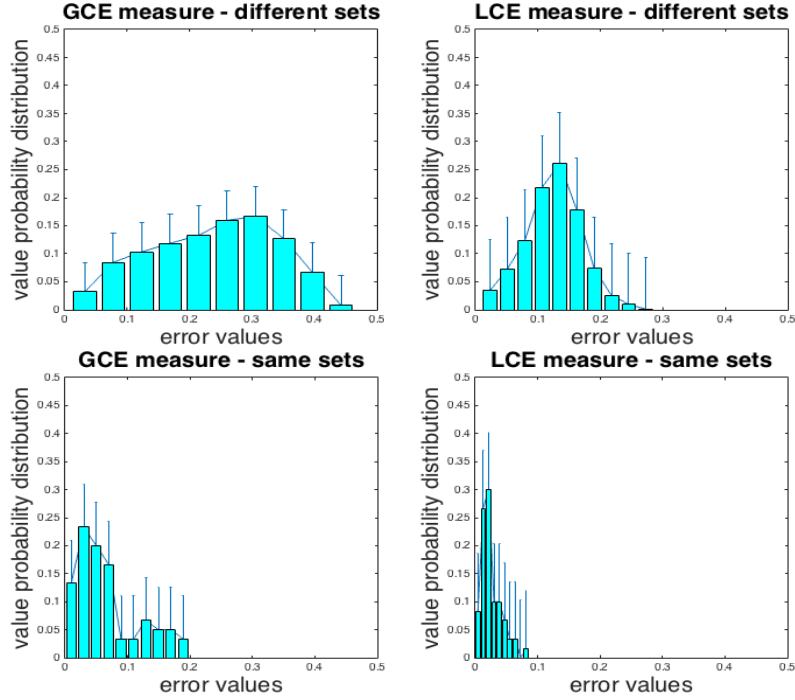 GCE measure - different sets
value probability distribution
0.5
0.45
0.4
0.35
0.3
0.25
0.2
0.15
0.1
0.05
0
0 0.1 0.2 0.3 0.4 0.5
error values
LCE measure - different sets
value probability distribution
0.5
0.45
0.4
0.35
0.3
0.25
0.2
0.15
0.1
0.05
0
0 0.1 0.2 0.3 0.4 0.5
error values
GCE measure - same sets
value probability distribution
0.5
0.45
0.4
0.35
0.3
0.25
0.2
0.15
0.1
0.05
0
0 0.1 0.2 0.3 0.4 0.5
error values
LCE measure - same sets
value probability distribution
0.5
0.45
0.4
0.35
0.3
0.25
0.2
0.15
0.1
0.05
0
0 0.1 0.2 0.3 0.4 0.5
error values